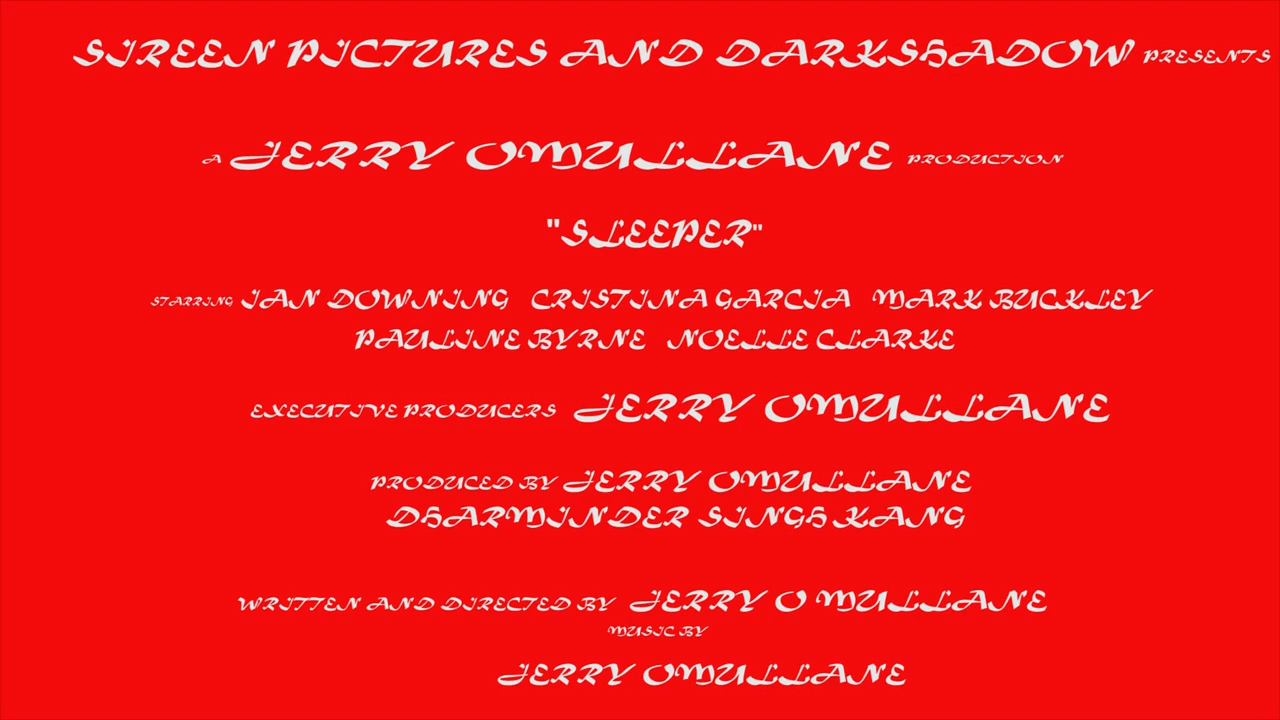 SIREEN PICTURES AND DARKSHADOW PRESENTS
A JERRY OMULLANE PRODUCTION
"SLEEPER"
STARRING IAN DOWNING CRISTINA GARCIA MARK BUCKLEY
PAULINE BYRNE NOELLE CLARKE
EXECUTIVE PRODUCERS JERRY OMULLANE
PRODUCED BY JERRY OMULLANE
DHARMINDER SINGH KANG
WRITTEN AND DIRECTED BY JERRY O MULLANE
MUSIC BY
JERRY OMULLANE